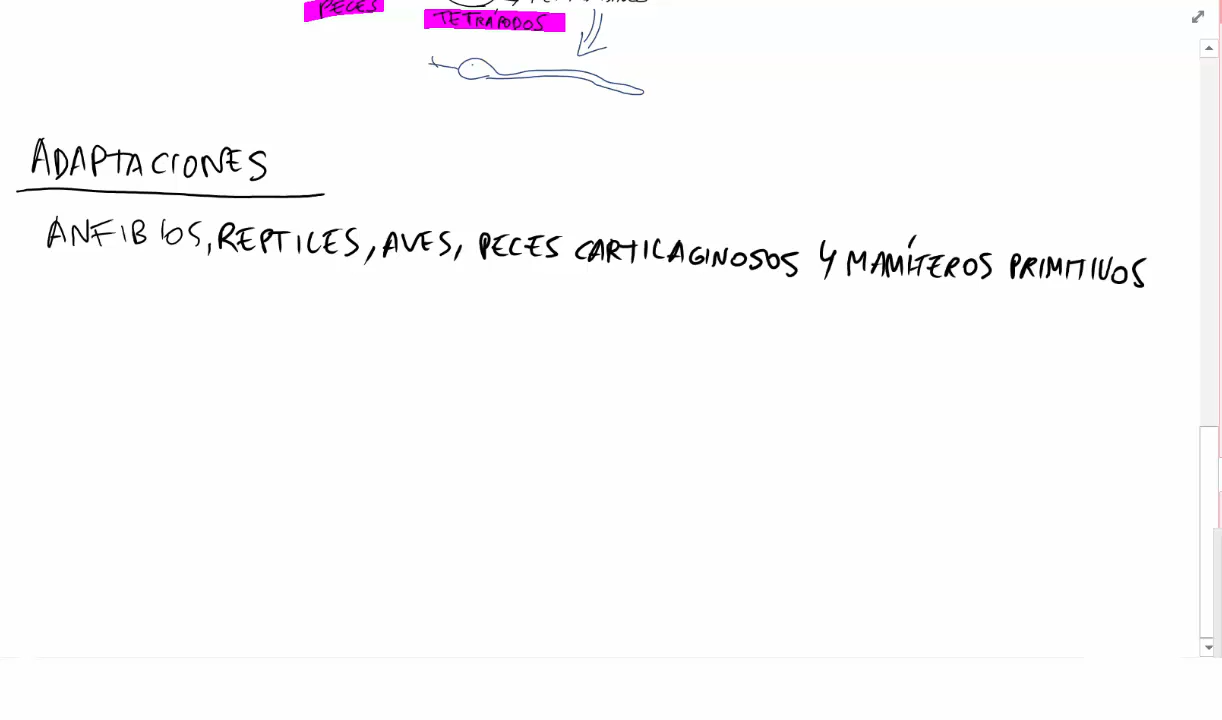 PECES
TETRÁPODOS
ADAPTACIONES
ANFIBIOS, REPTILES, AVES, PECES CARTILAGINOSOS Y MAMÍFEROS PRIMITIVOS